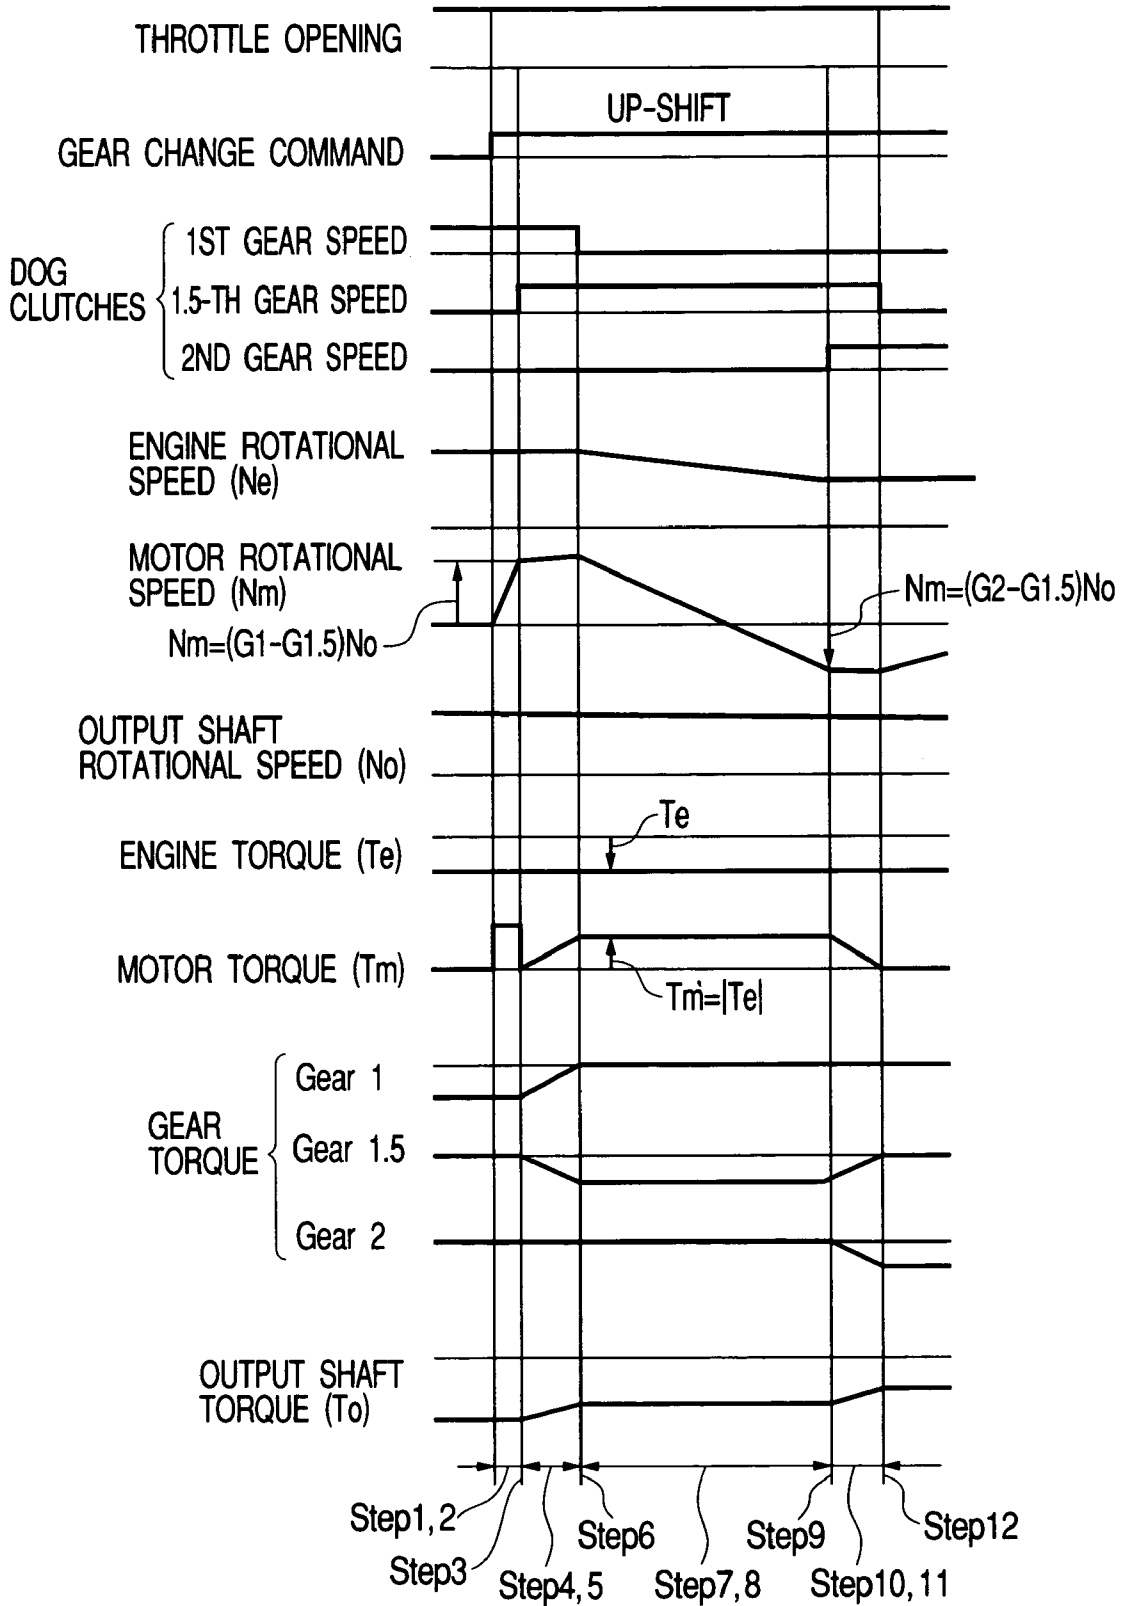 THROTTLE OPENING
UP-SHIFT
GEAR CHANGE COMMAND
DOG
CLUTCHES
1ST GEAR SPEED
1.5-TH GEAR SPEED
2ND GEAR SPEED
ENGINE ROTATIONAL
SPEED (Ne)
MOTOR ROTATIONAL
SPEED (Nm)
Nm=(G1-G1.5)No
Nm=(G2-G1.5)No
OUTPUT SHAFT
ROTATIONAL SPEED (No)
Te
ENGINE TORQUE (Te)
MOTOR TORQUE (Tm)
Tm=|Te|
GEAR
TORQUE
Gear 1
Gear 1.5
Gear 2
OUTPUT SHAFT
TORQUE (To)
Step1, 2
Step3
Step4, 5
Step6
Step7, 8
Step9
Step10, 11
Step12